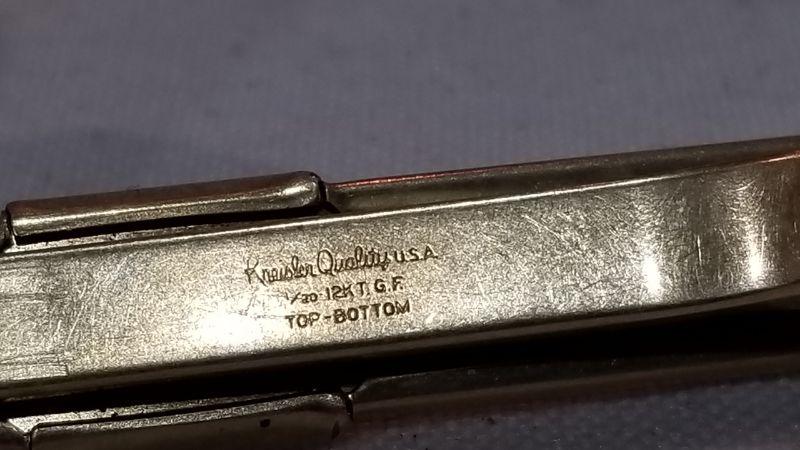 Kreisler Quality U.S.A
1/20-12KT. G.F.
TOP-BOTTOM